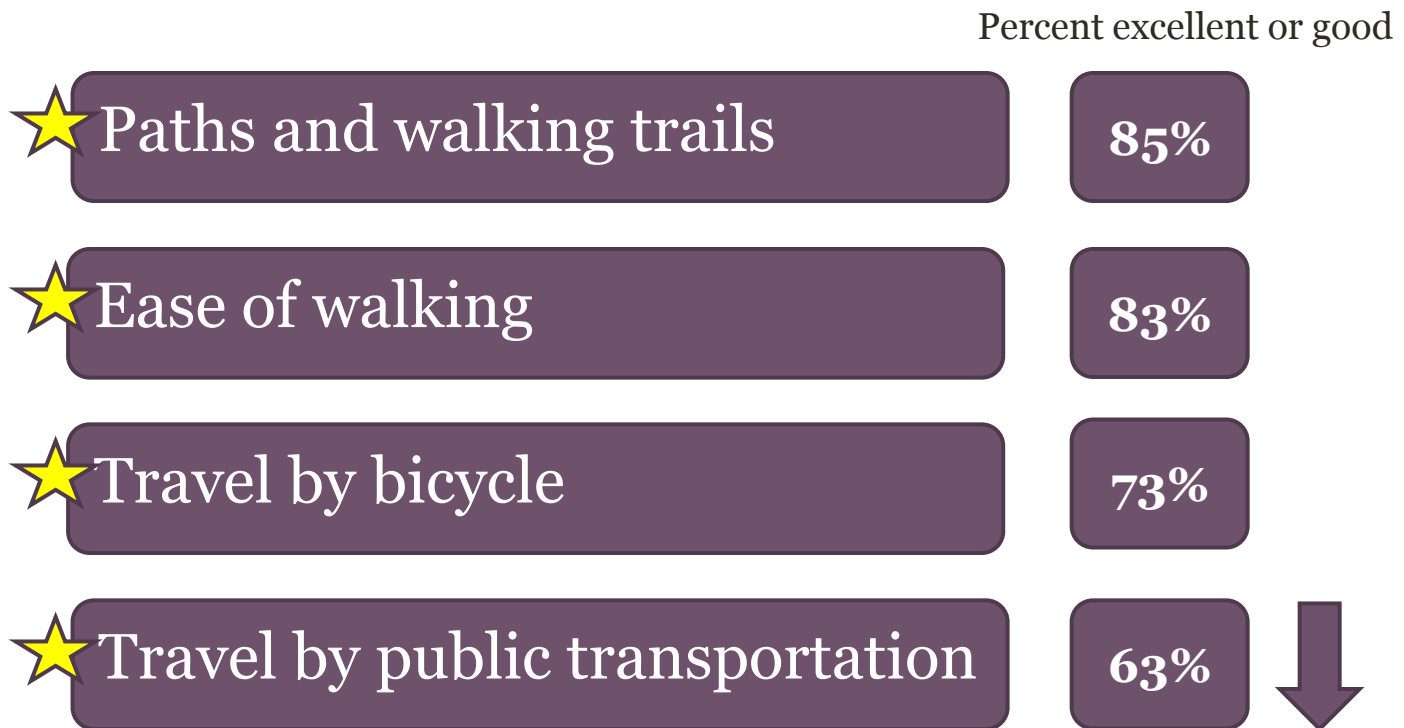 Percent excellent or good
Paths and walking trails 85%
Ease of walking 83%
Travel by bicycle 73%
Travel by public transportation 63%